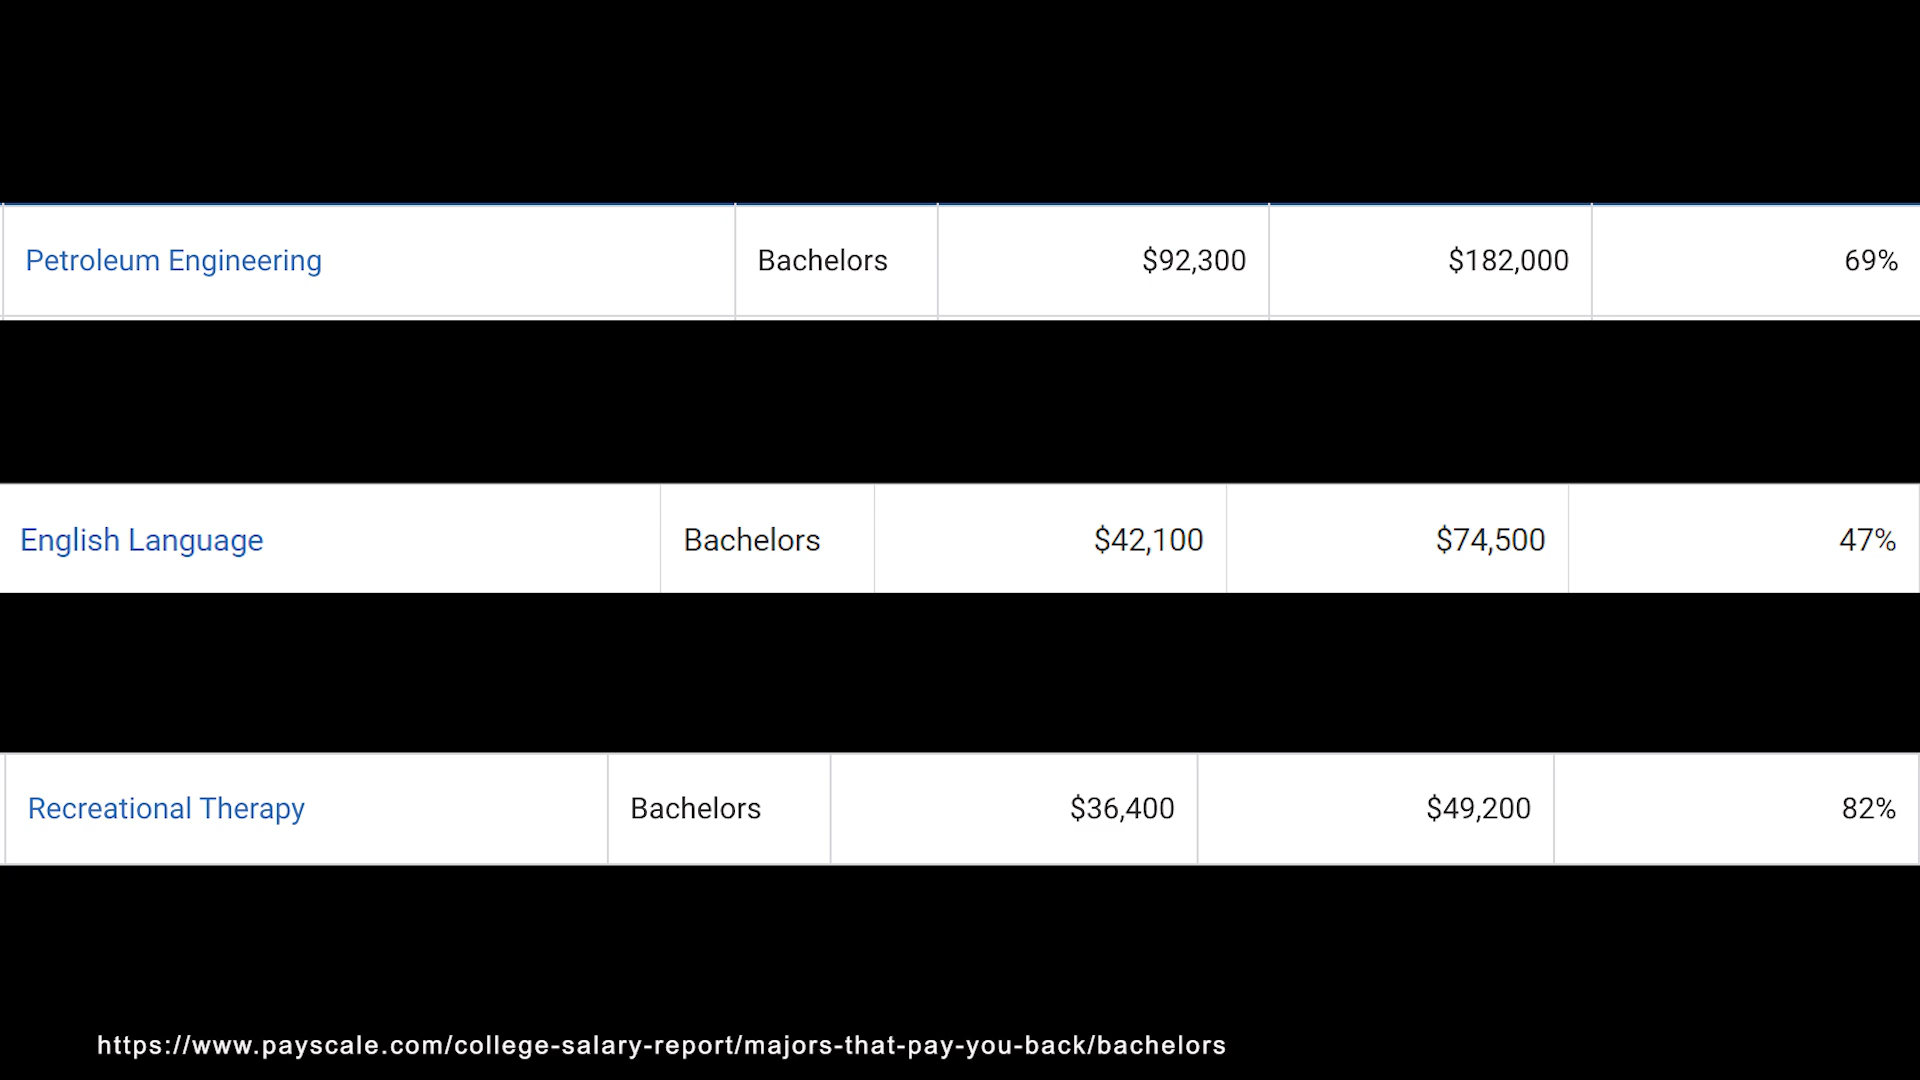 Petroleum Engineering Bachelors $92,300 $182,000 69%
English Language Bachelors $42,100 $74,500 47%
Recreational Therapy Bachelors $36,400 $49,200 82%
https://www.payscale.com/college-salary-report/majors-that-pay-you-back/bachelors